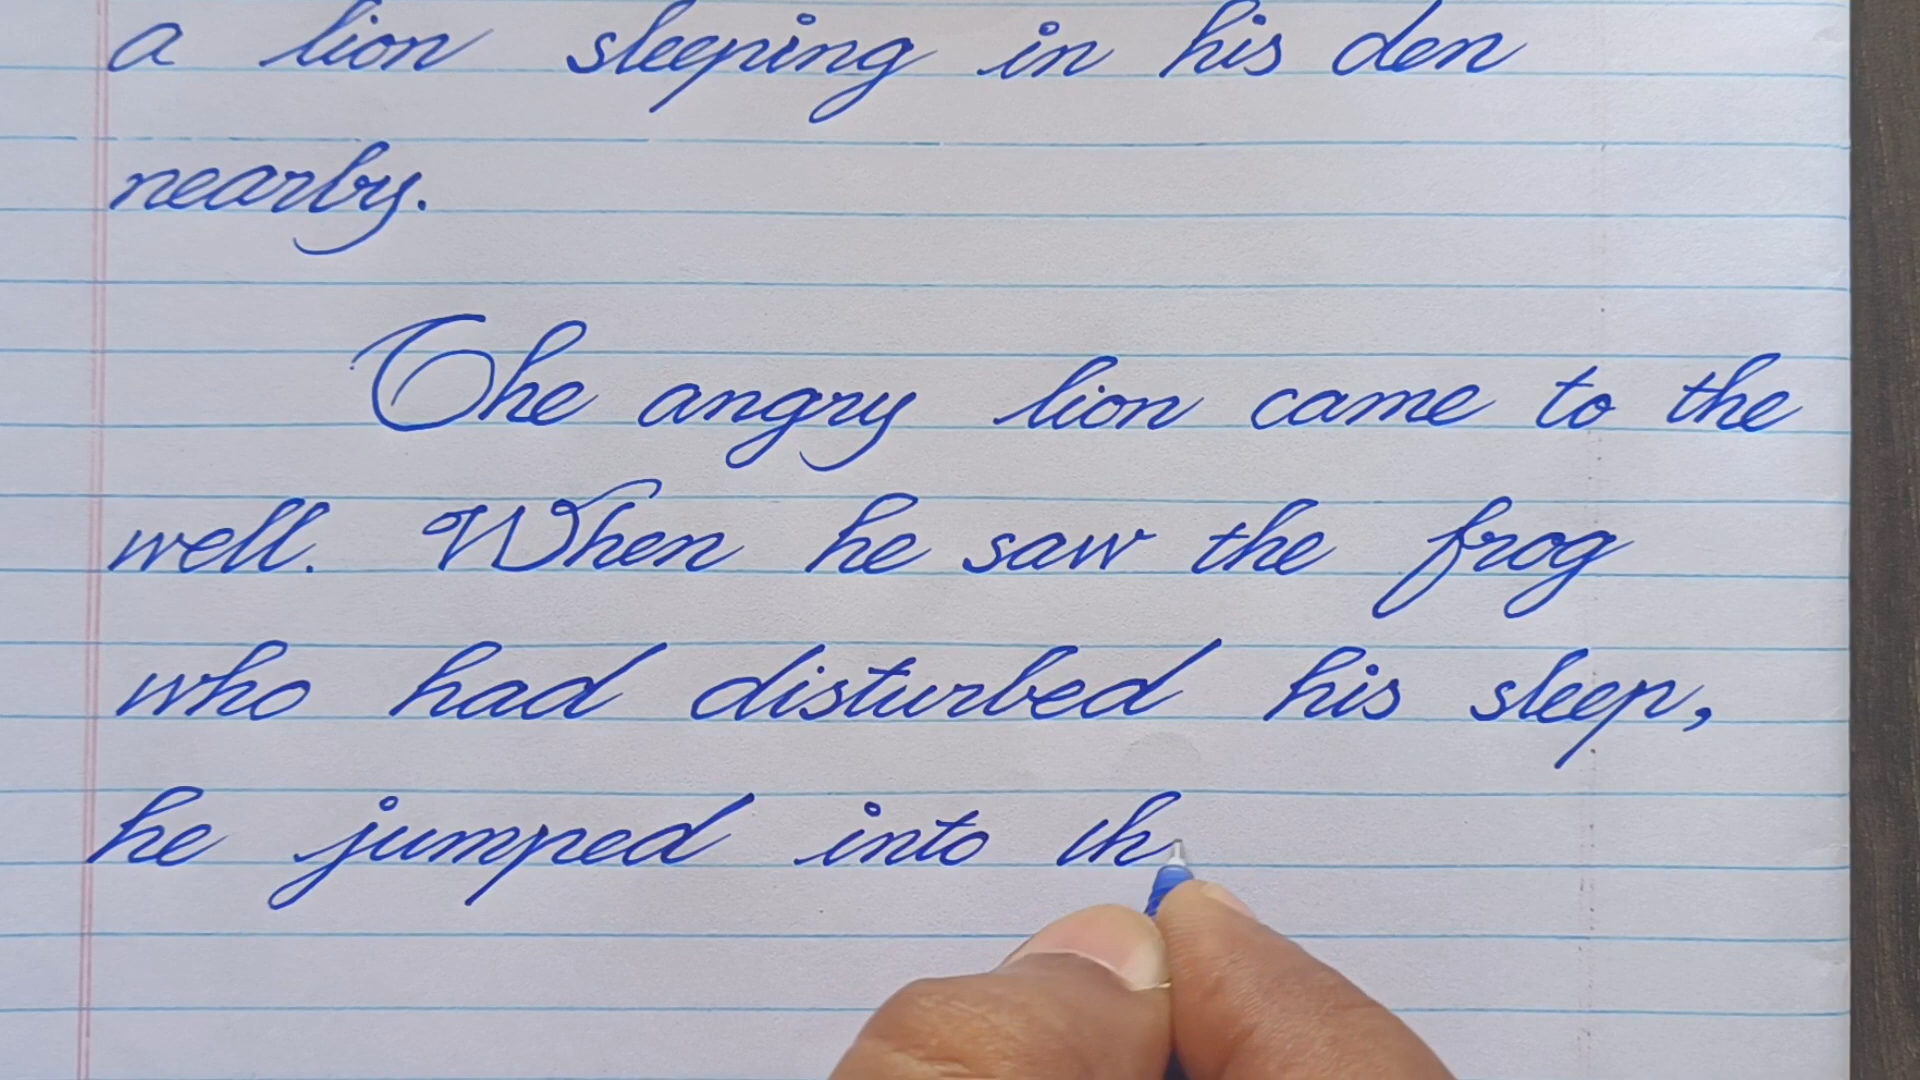 a lion sleeping in his den
nearby.
The angry lion came to the
well. When he saw the frog
who had disturbed his sleep,
he jumped into th